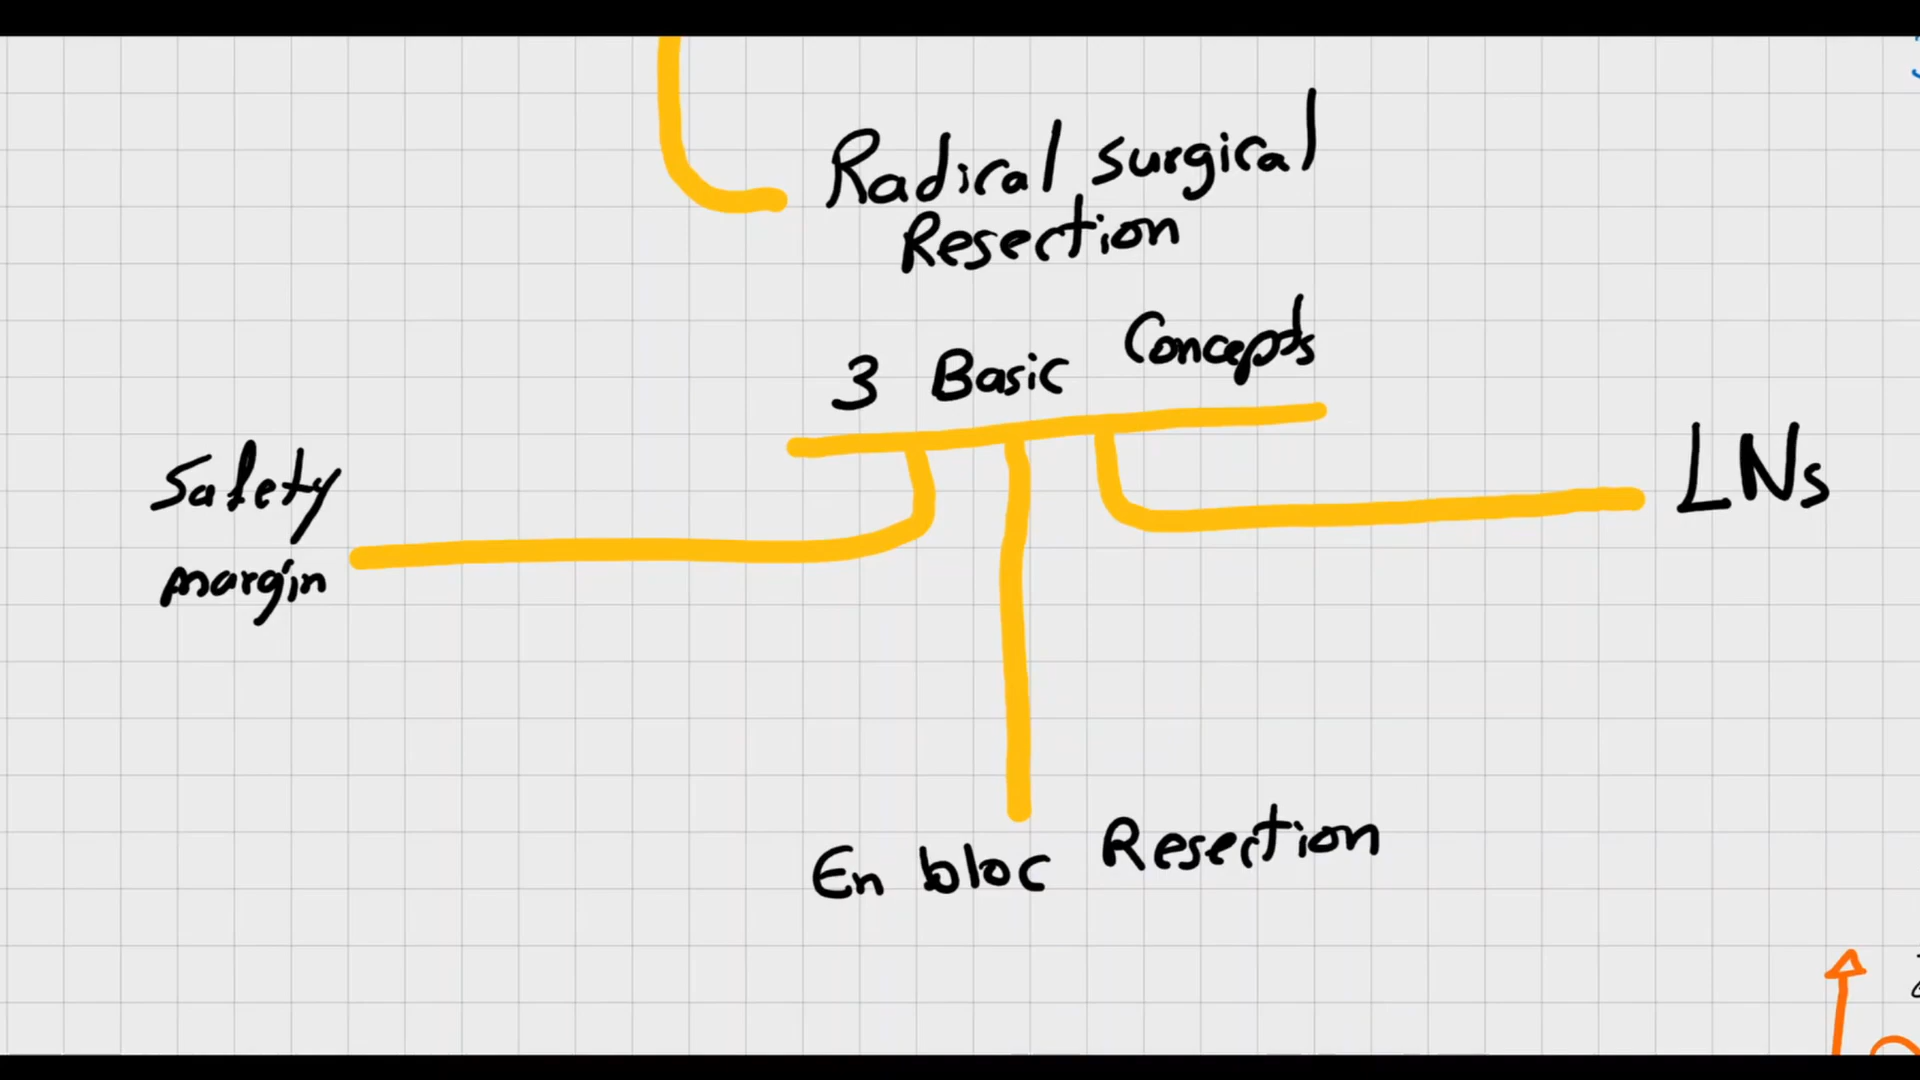 Radical surgical
Resection
3 Basic Concepts
Safety
margin
LNs
En bloc Resection